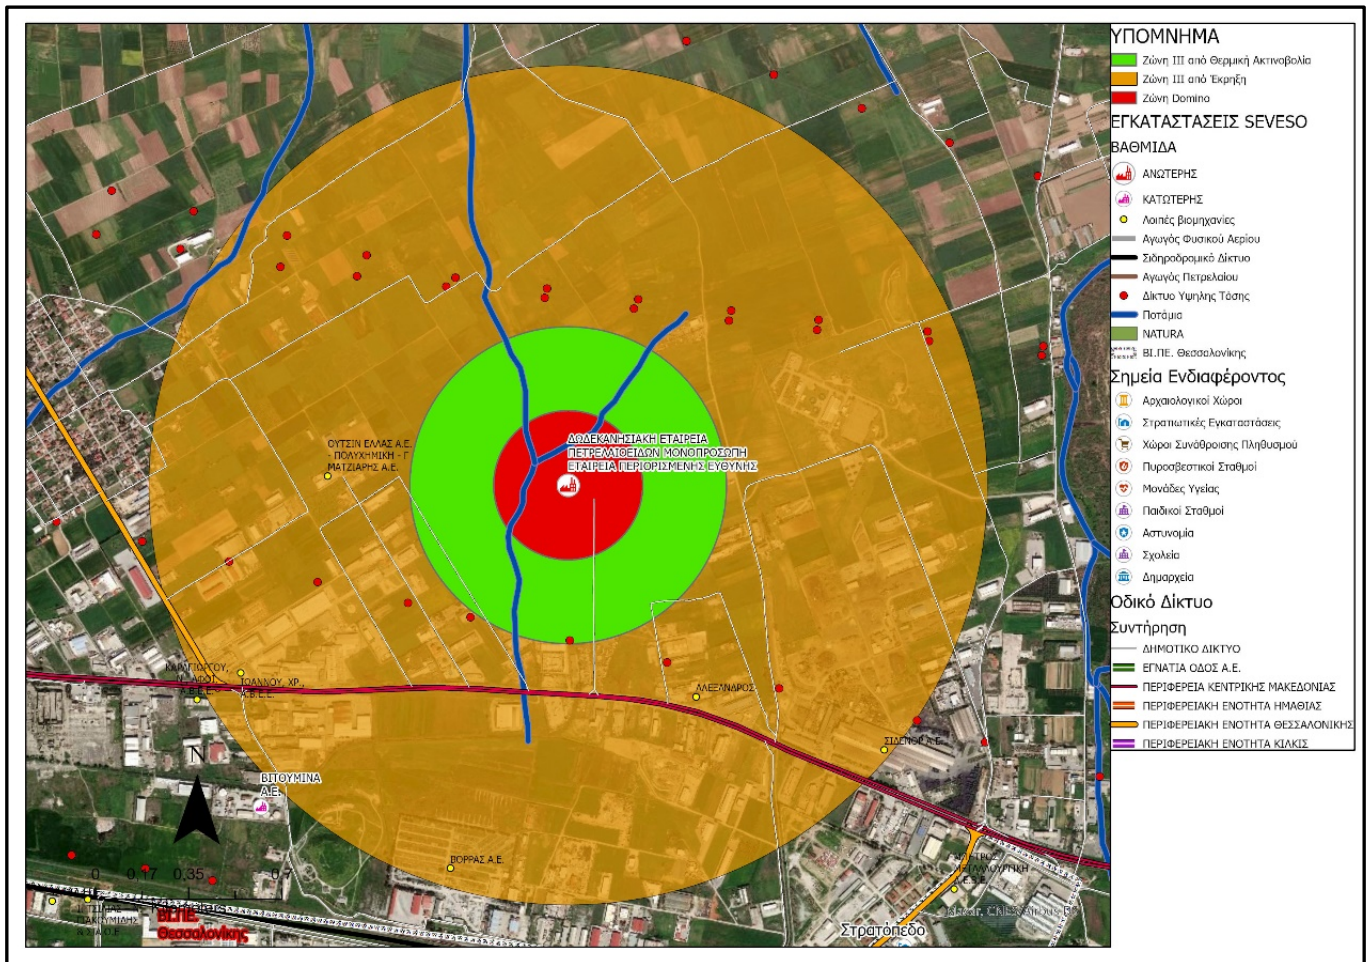 ΥΠΟΜΝΗΜΑ
Ζώνη ΙΙΙ από Θερμική Ακτινοβολία
Ζώνη ΙΙΙ από Έκρηξη
Ζώνη Domino
ΕΓΚΑΤΑΣΤΑΣΕΙΣ SEVESO
ΒΑΘΜΙΔΑ
ΑΝΩΤΕΡΗΣ
ΚΑΤΩΤΕΡΗΣ
Λοιπές βιομηχανίες
Αγωγός Φυσικού Αερίου
Σιδηροδρομικό Δίκτυο
Αγωγός Πετρελαίου
Δίκτυο Υψηλης Τάσης
Ποτάμια
NATURA
ΒΙ.ΠΕ. Θεσσαλονίκης
Σημεία Ενδιαφέροντος
Αρχαιολογικοί Χώροι
Στρατιωτικές Εγκαταστάσεις
Χώροι Συνάθροισης Πληθυσμού
Πυροσβεστικοί Σταθμοί
Μονάδες Υγείας
Παιδικοί Σταθμοί
Αστυνομία
Σχολεία
Δημαρχεία
Οδικό Δίκτυο
Συντήρηση
ΔΗΜΟΤΙΚΟ ΔΙΚΤΥΟ
ΕΓΝΑΤΙΑ ΟΔΟΣ Α.Ε.
ΠΕΡΙΦΕΡΕΙΑ ΚΕΝΤΡΙΚΗΣ ΜΑΚΕΔΟΝΙΑΣ
ΠΕΡΙΦΕΡΕΙΑΚΗ ΕΝΟΤΗΤΑ ΗΜΑΘΙΑΣ
ΠΕΡΙΦΕΡΕΙΑΚΗ ΕΝΟΤΗΤΑ ΘΕΣΣΑΛΟΝΙΚΗΣ
ΠΕΡΙΦΕΡΕΙΑΚΗ ΕΝΟΤΗΤΑ ΚΙΛΚΙΣ
ΔΩΔΕΚΑΝΗΣΙΑΚΗ ΕΤΑΙΡΕΙΑ
ΠΕΤΡΕΛΑΙΟΕΙΔΩΝ ΜΟΝΟΠΡΟΣΩΠΗ
ΕΤΑΙΡΕΙΑ ΠΕΡΙΟΡΙΣΜΕΝΗΣ ΕΥΘΥΝΗΣ
ΟΥΤΣΙΝ ΕΛΛΑΣ Α.Ε.
- ΠΟΛΥΧΗΜΙΚΗ - Γ
ΜΑΤΖΙΑΡΗΣ Α.Ε.
ΚΑΡΑΓΙΩΡΓΟΥ,
Α.Β.Ε.Ε.
ΙΩΑΝΝΟΥ, ΧΡ.,
Α.Β.Ε.Ε.
ΑΛΕΞΑΝΔΡΟΣ
ΣΙΔΕΝΟΡ Α.Ε.
N
ΒΙΤΟΥΜΙΝΑ
Α.Ε.
ΒΟΡΡΑΣ Α.Ε.
0 0,17 0,35 0,7
ΒΙ.ΠΕ.
Θεσσαλονίκης
Στρατόπεδο